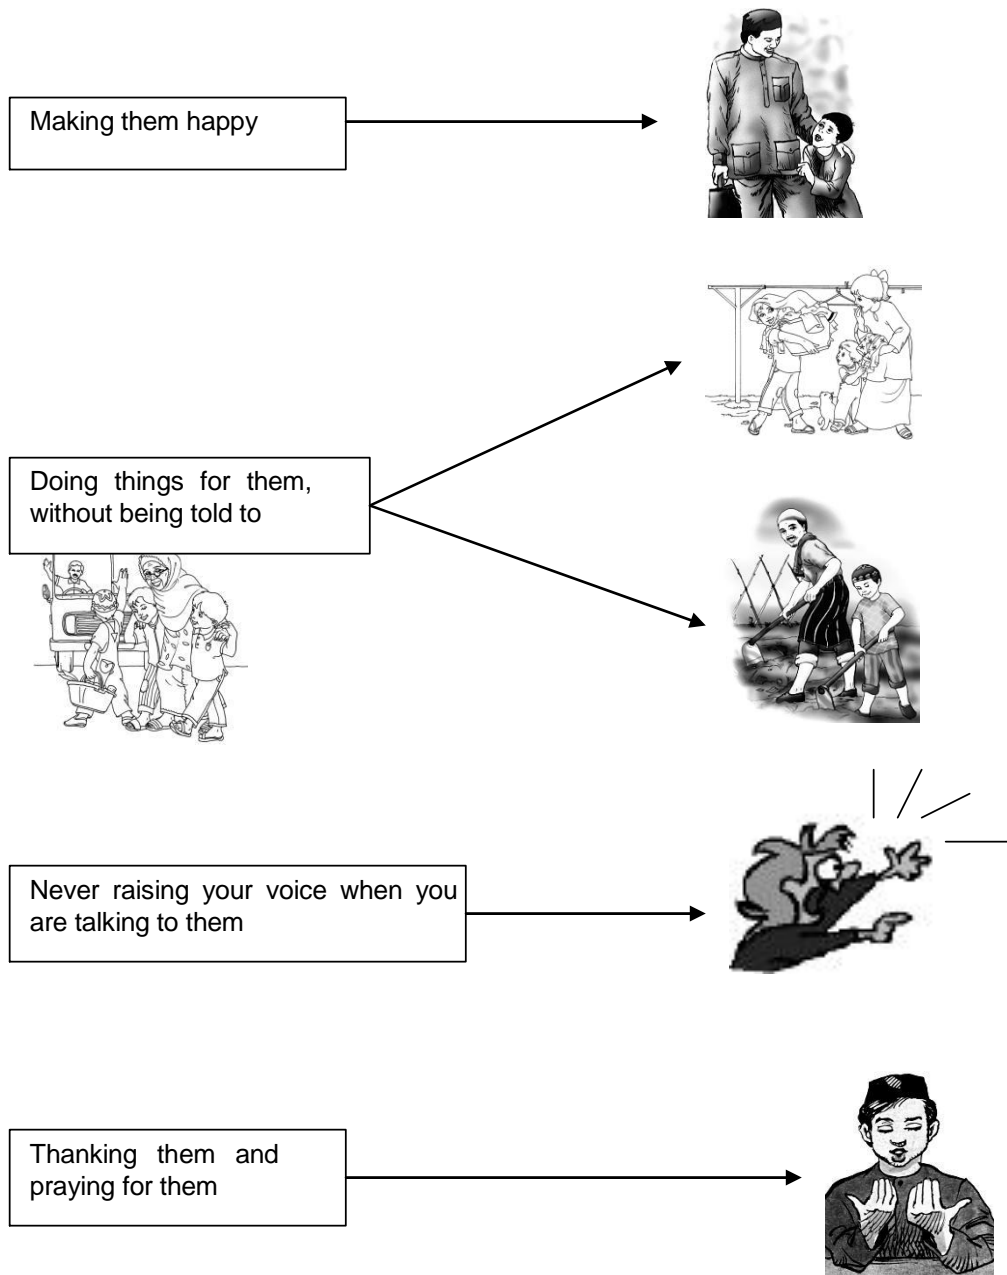 Making them happy
Doing things for them,
without being told to
Never raising your voice when you
are talking to them
Thanking them and
praying for them